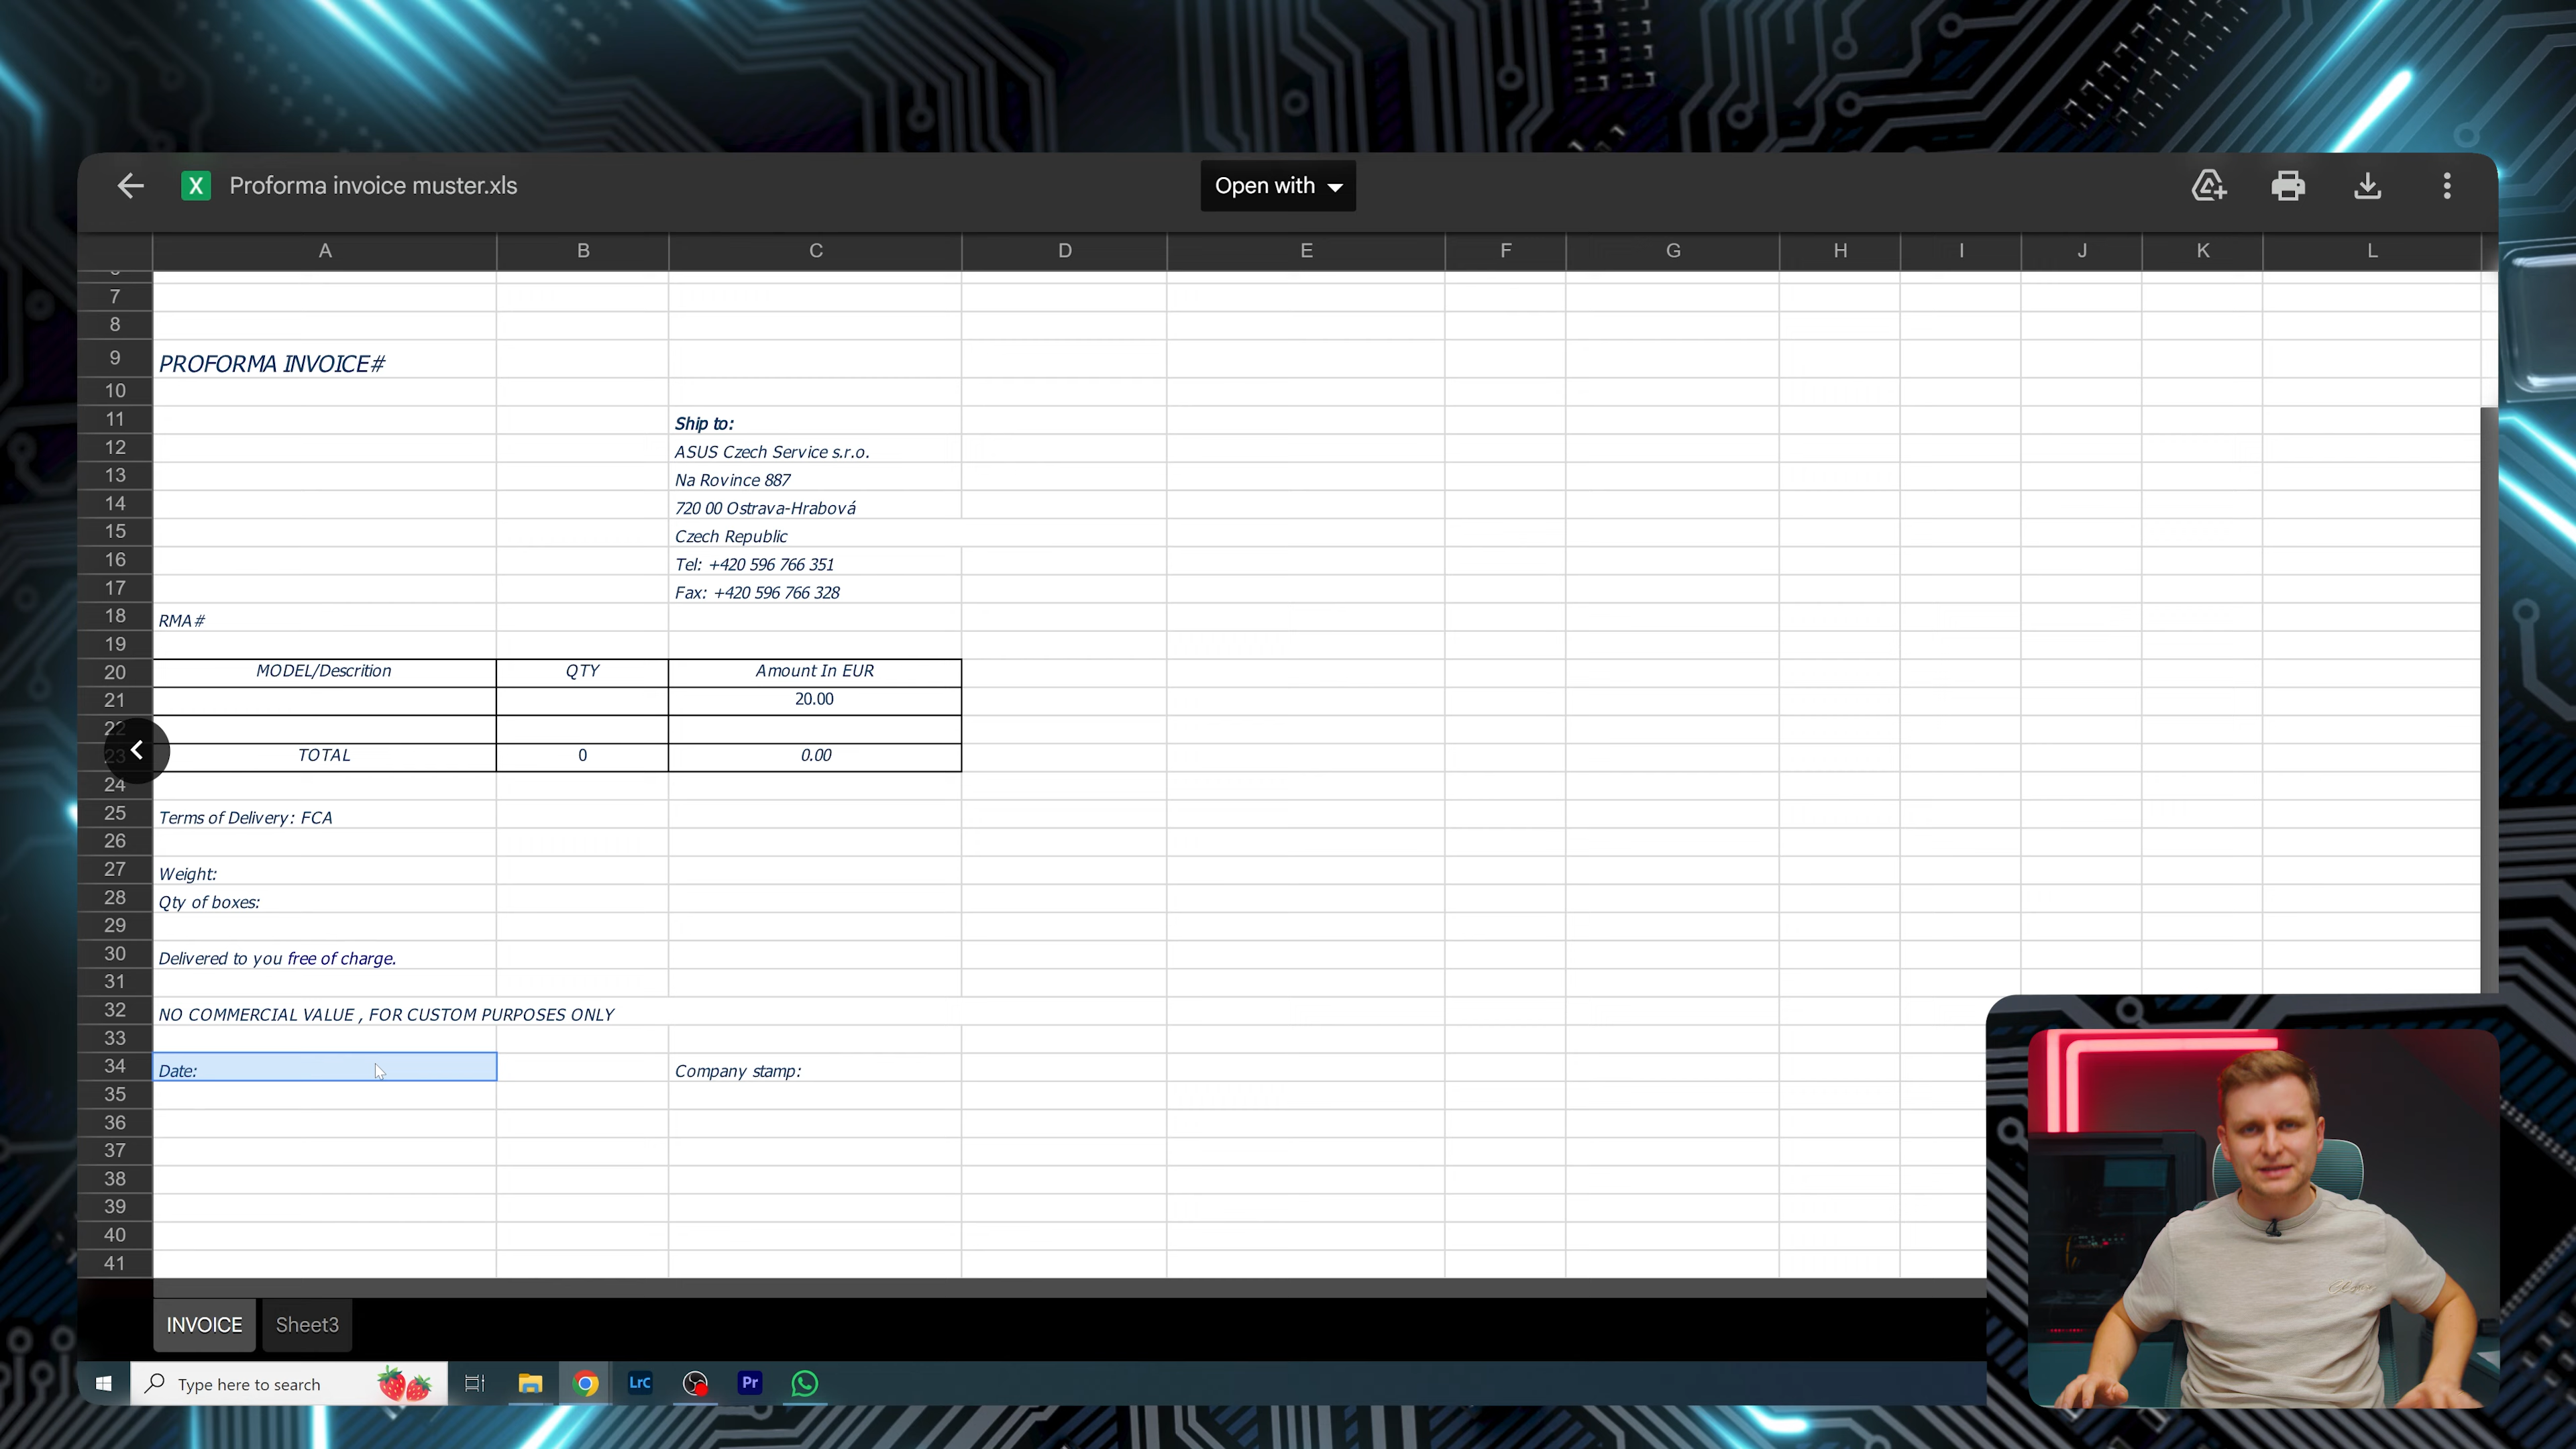 Proforma invoice muster.xls
Open with
A B C D E F G H I J K L
7
8
9 PROFORMA INVOICE#
10
11 Ship to:
12 ASUS Czech Service s.r.o.
13 Na Rovince 887
14 720 00 Ostrava-Hrabová
15 Czech Republic
16 Tel: +420 596 766 351
17 Fax: +420 596 766 328
18 RMA#
19
20 MODEL/Descrition QTY Amount In EUR
21 20.00
22
23 TOTAL 0 0.00
24
25 Terms of Delivery: FCA
26
27 Weight:
28 Qty of boxes:
29
30 Delivered to you free of charge.
31
32 NO COMMERCIAL VALUE , FOR CUSTOM PURPOSES ONLY
33
34 Date: Company stamp:
35
36
37
38
39
40
41
INVOICE Sheet3
Type here to search LrC Pr